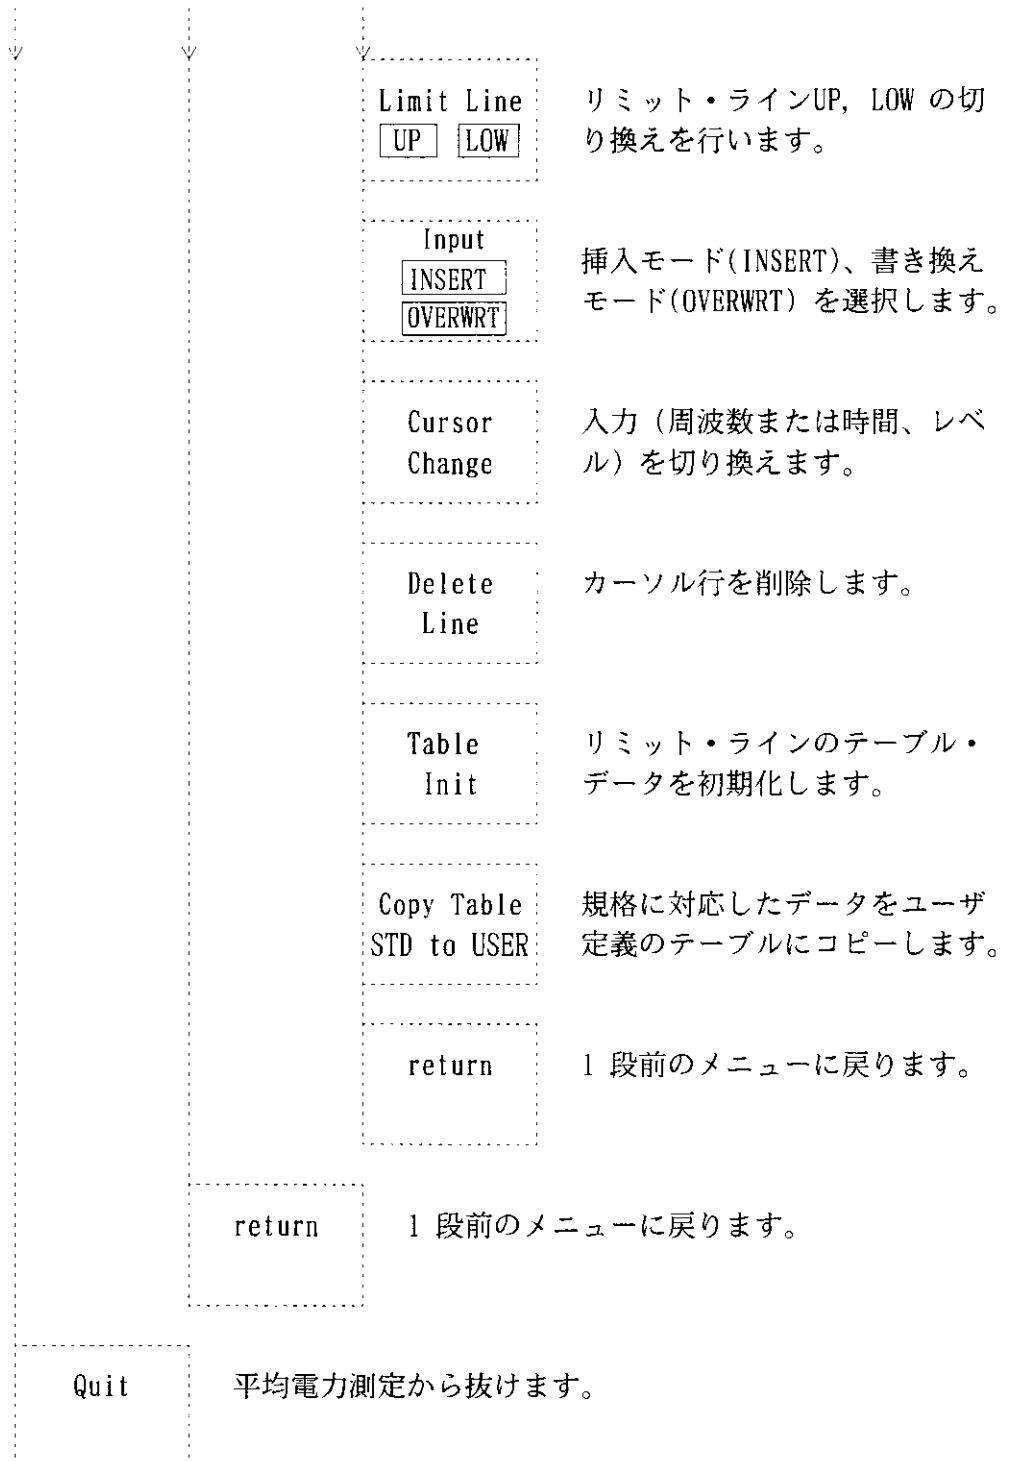 Limit Line
UP LOW
リミット・ラインUP, LOW の切
り換えを行います。
Input
INSERT
OVERWRT
挿入モード(INSERT)、書き換え
モード(OVERWRT) を選択します。
Cursor
Change
入力（周波数または時間、レベ
ル）を切り換えます。
Delete
Line
カーソル行を削除します。
Table
Init
リミット・ラインのテーブル・
データを初期化します。
Copy Table
STD to USER
規格に対応したデータをユーザ
定義のテーブルにコピーします。
return
1 段前のメニューに戻ります。
return
1 段前のメニューに戻ります。
Quit
平均電力測定から抜けます。